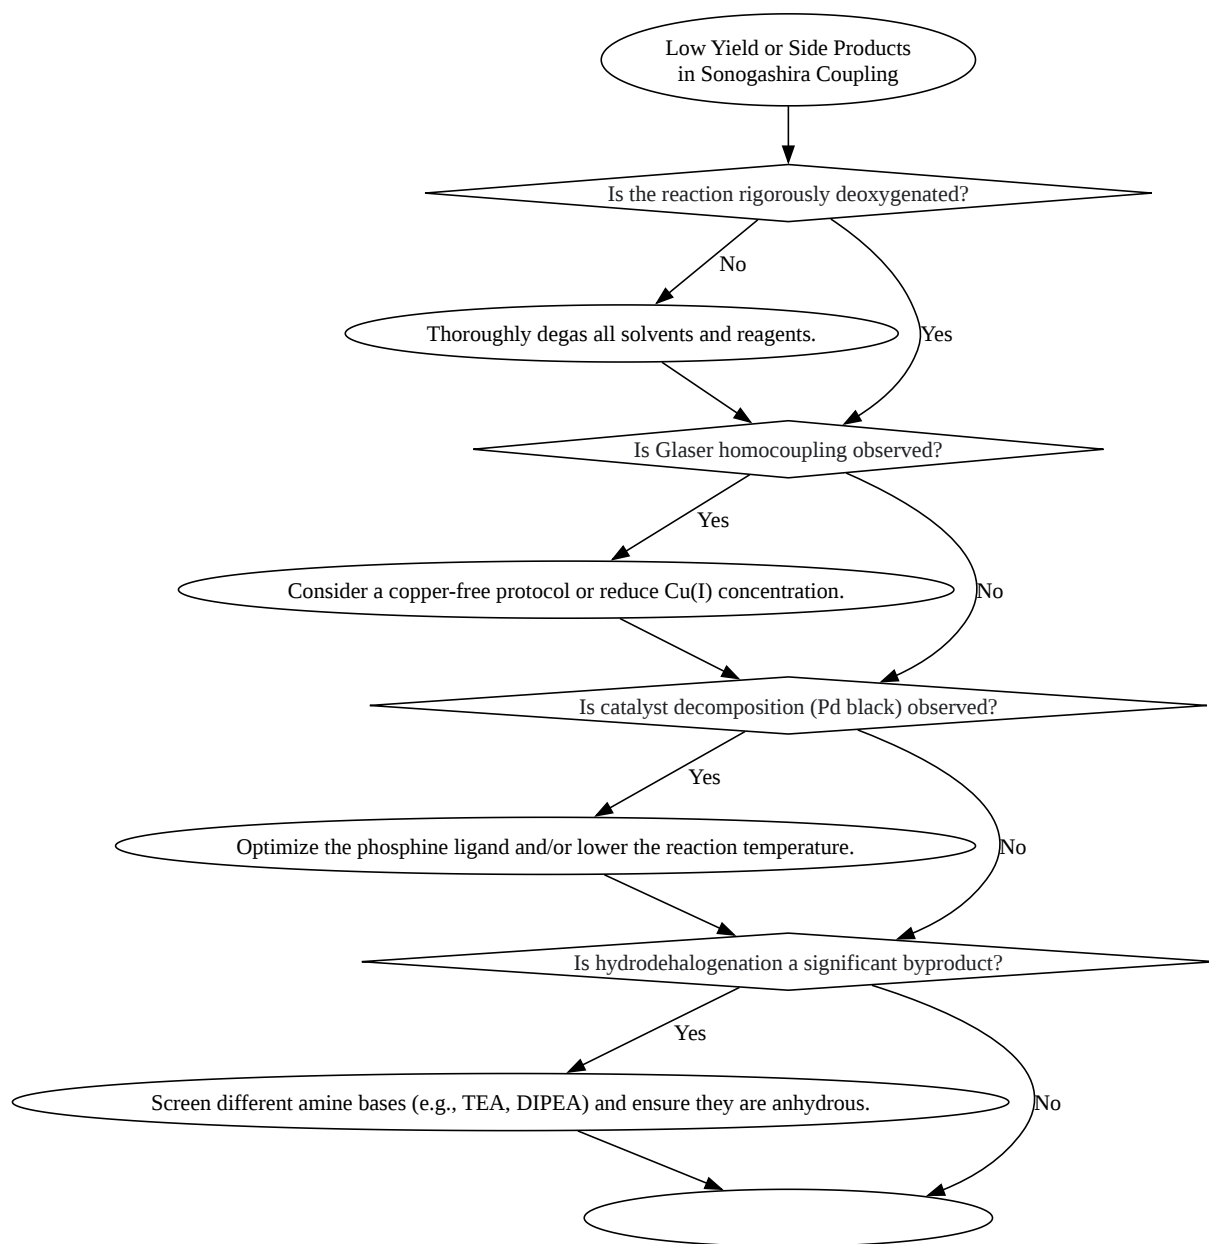 Low Yield or Side Products
in Sonogashira Coupling
Is the reaction rigorously deoxygenated?
No
Thoroughly degas all solvents and reagents.
Yes
Is Glaser homocoupling observed?
Yes
Consider a copper-free protocol or reduce Cu(I) concentration.
No
Is catalyst decomposition (Pd black) observed?
Yes
Optimize the phosphine ligand and/or lower the reaction temperature.
No
Is hydrodehalogenation a significant byproduct?
Yes
Screen different amine bases (e.g., TEA, DIPEA) and ensure they are anhydrous.
No